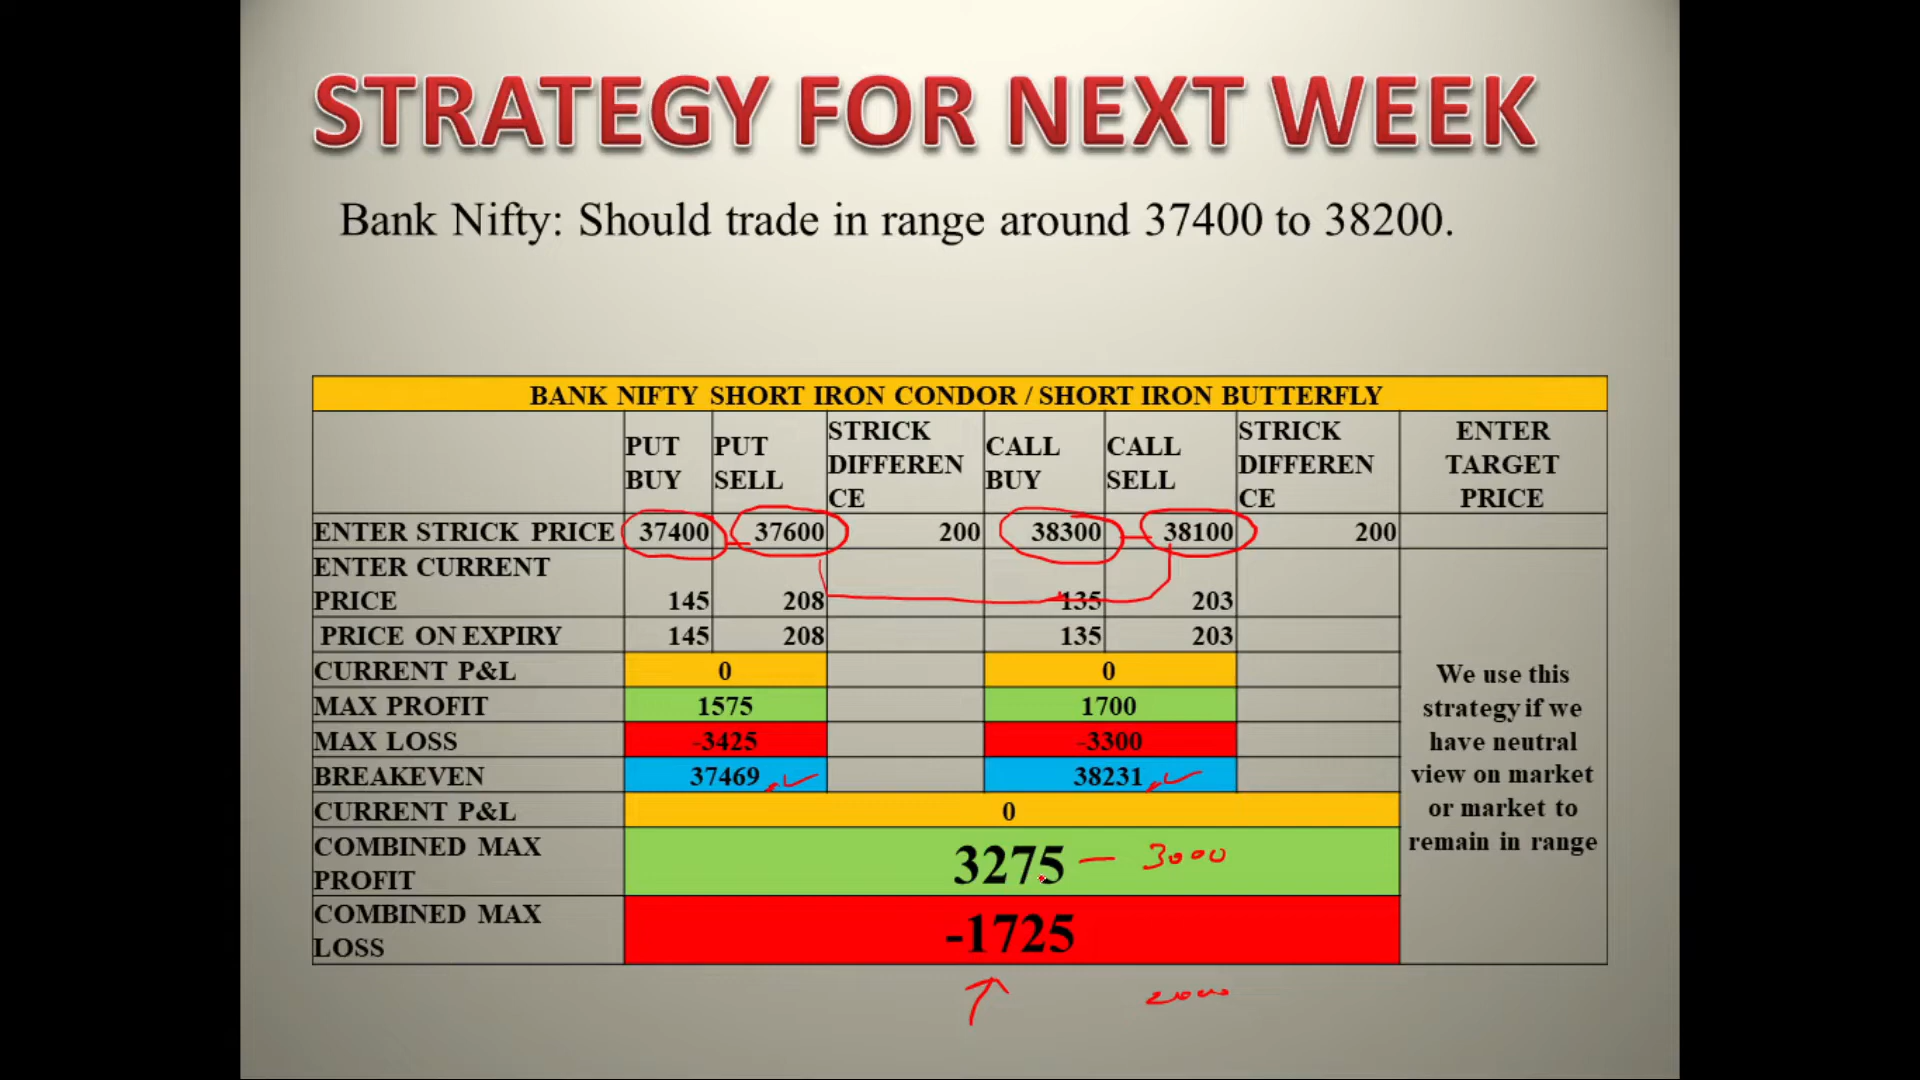 STRATEGY FOR NEXT WEEK
Bank Nifty: Should trade in range around 37400 to 38200.
BANK NIFTY SHORT IRON CONDOR / SHORT IRON BUTTERFLY
PUT BUY
PUT SELL
STRICK DIFFEREN CE
CALL BUY
CALL SELL
STRICK DIFFEREN CE
ENTER TARGET PRICE
ENTER STRICK PRICE 37400 37600 200 38300 38100 200
ENTER CURRENT
PRICE 145 208 135 203
PRICE ON EXPIRY 145 208 135 203
CURRENT P&L 0 0
MAX PROFIT 1575 1700
MAX LOSS -3425 -3300
BREAKEVEN 37469 38231
CURRENT P&L 0
COMBINED MAX
PROFIT 3275 — 3000
COMBINED MAX
LOSS -1725
We use this
strategy if we
have neutral
view on market
or market to
remain in range
2000